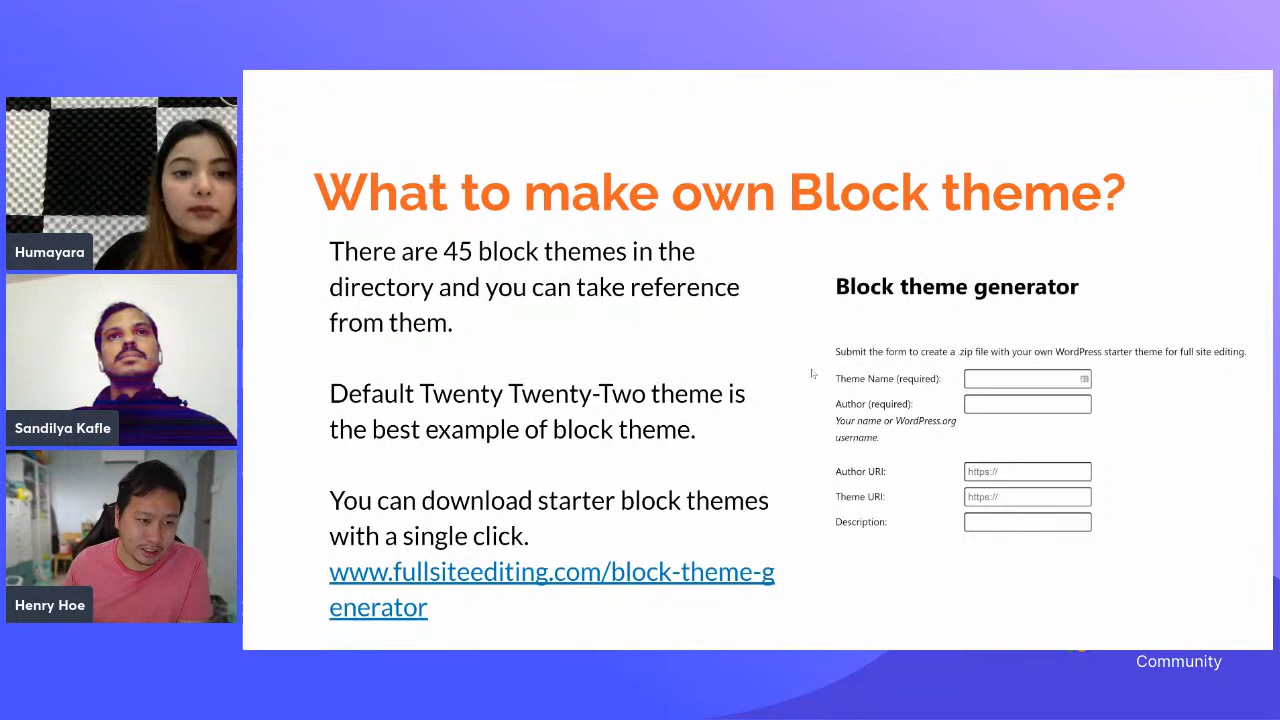 What to make own Block theme?
There are 45 block themes in the
directory and you can take reference
from them.
Default Twenty Twenty-Two theme is
the best example of block theme.
You can download starter block themes
with a single click.
www.fullsiteediting.com/block-theme-g
enerator
Block theme generator
Submit the form to create a .zip file with your own WordPress starter theme for full site editing.
Theme Name (required):
Author (required):
Your name or WordPress.org
username.
Author URI:
https://
Theme URI:
https://
Description:
Humayara
Sandilya Kafle
Henry Hoe
Community